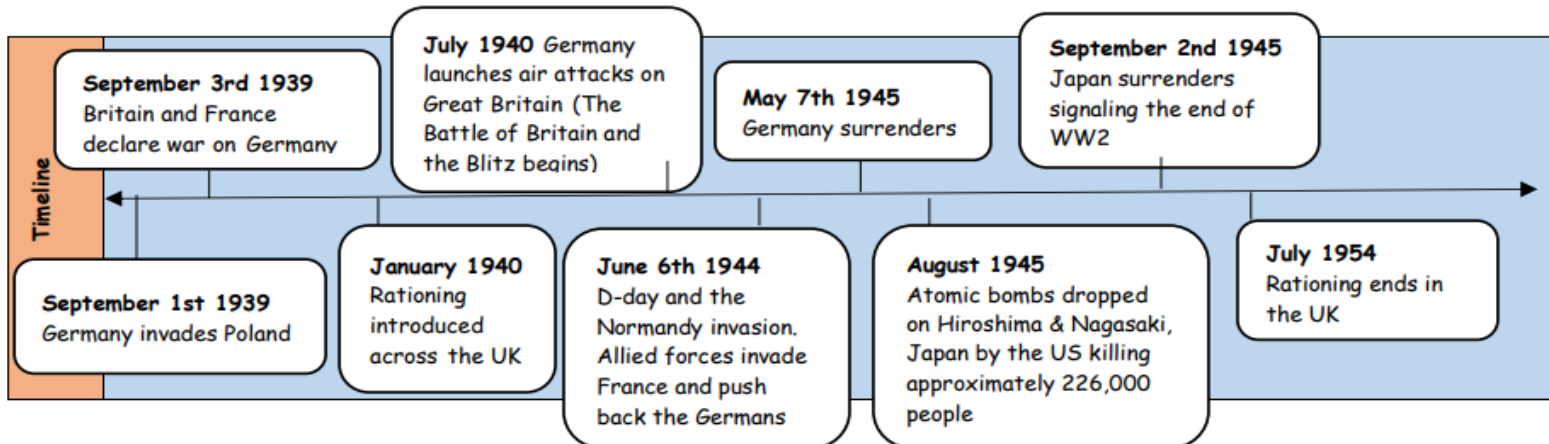 Timeline
September 3rd 1939
Britain and France
declare war on Germany
July 1940 Germany
launches air attacks on
Great Britain (The
Battle of Britain and
the Blitz begins)
May 7th 1945
Germany surrenders
September 2nd 1945
Japan surrenders
signaling the end of
WW2
September 1st 1939
Germany invades Poland
January 1940
Rationing
introduced
across the UK
June 6th 1944
D-day and the
Normandy invasion.
Allied forces invade
France and push
back the Germans
August 1945
Atomic bombs dropped
on Hiroshima & Nagasaki,
Japan by the US killing
approximately 226,000
people
July 1954
Rationing ends in
the UK